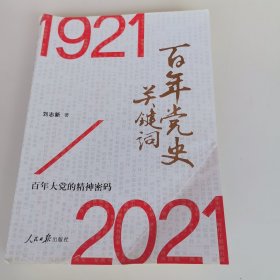 1921
百年党史
关键词
刘志新 著
百年大党的精神密码
人民日报出版社
2021